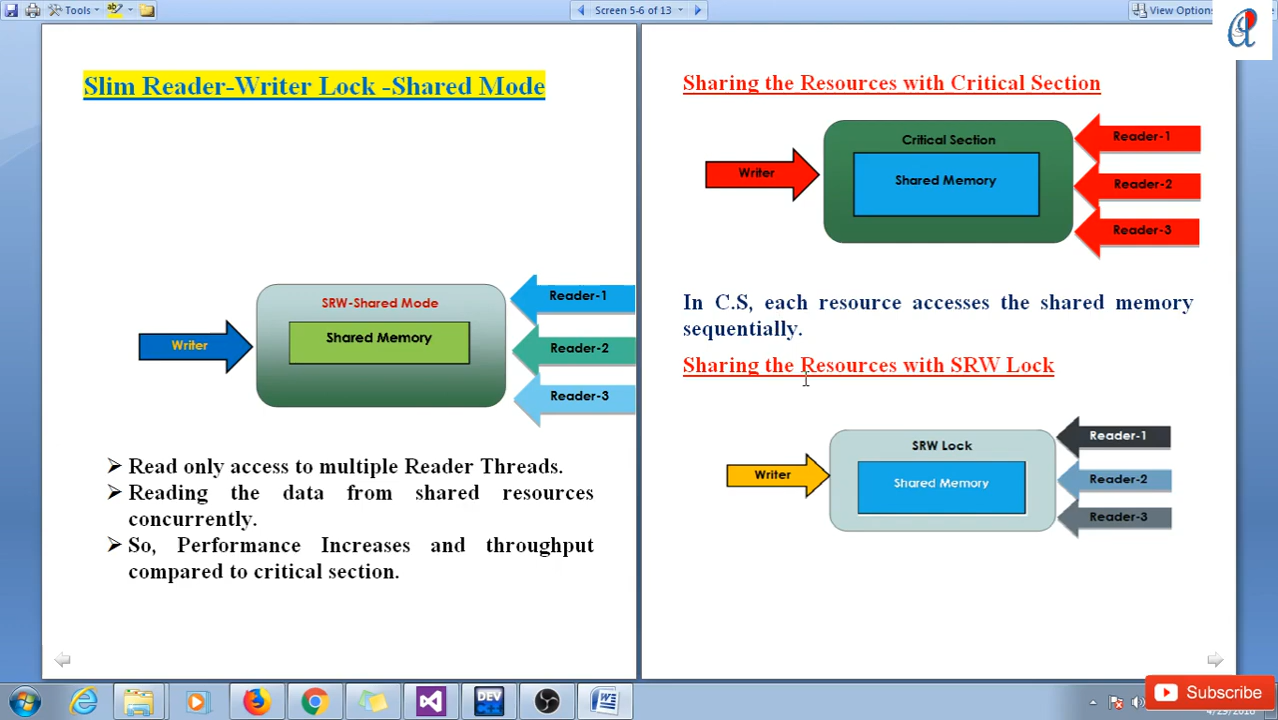 Tools
Screen 5-6 of 13
View Options
Slim Reader-Writer Lock -Shared Mode
SRW-Shared Mode
Shared Memory
Writer
Reader-1
Reader-2
Reader-3
Read only access to multiple Reader Threads.
Reading the data from shared resources
concurrently.
So, Performance Increases and throughput
compared to critical section.
Sharing the Resources with Critical Section
Critical Section
Shared Memory
Writer
Reader-1
Reader-2
Reader-3
In C.S, each resource accesses the shared memory
sequentially.
Sharing the Resources with SRW Lock
SRW Lock
Shared Memory
Writer
Reader-1
Reader-2
Reader-3
DEV
Subscribe